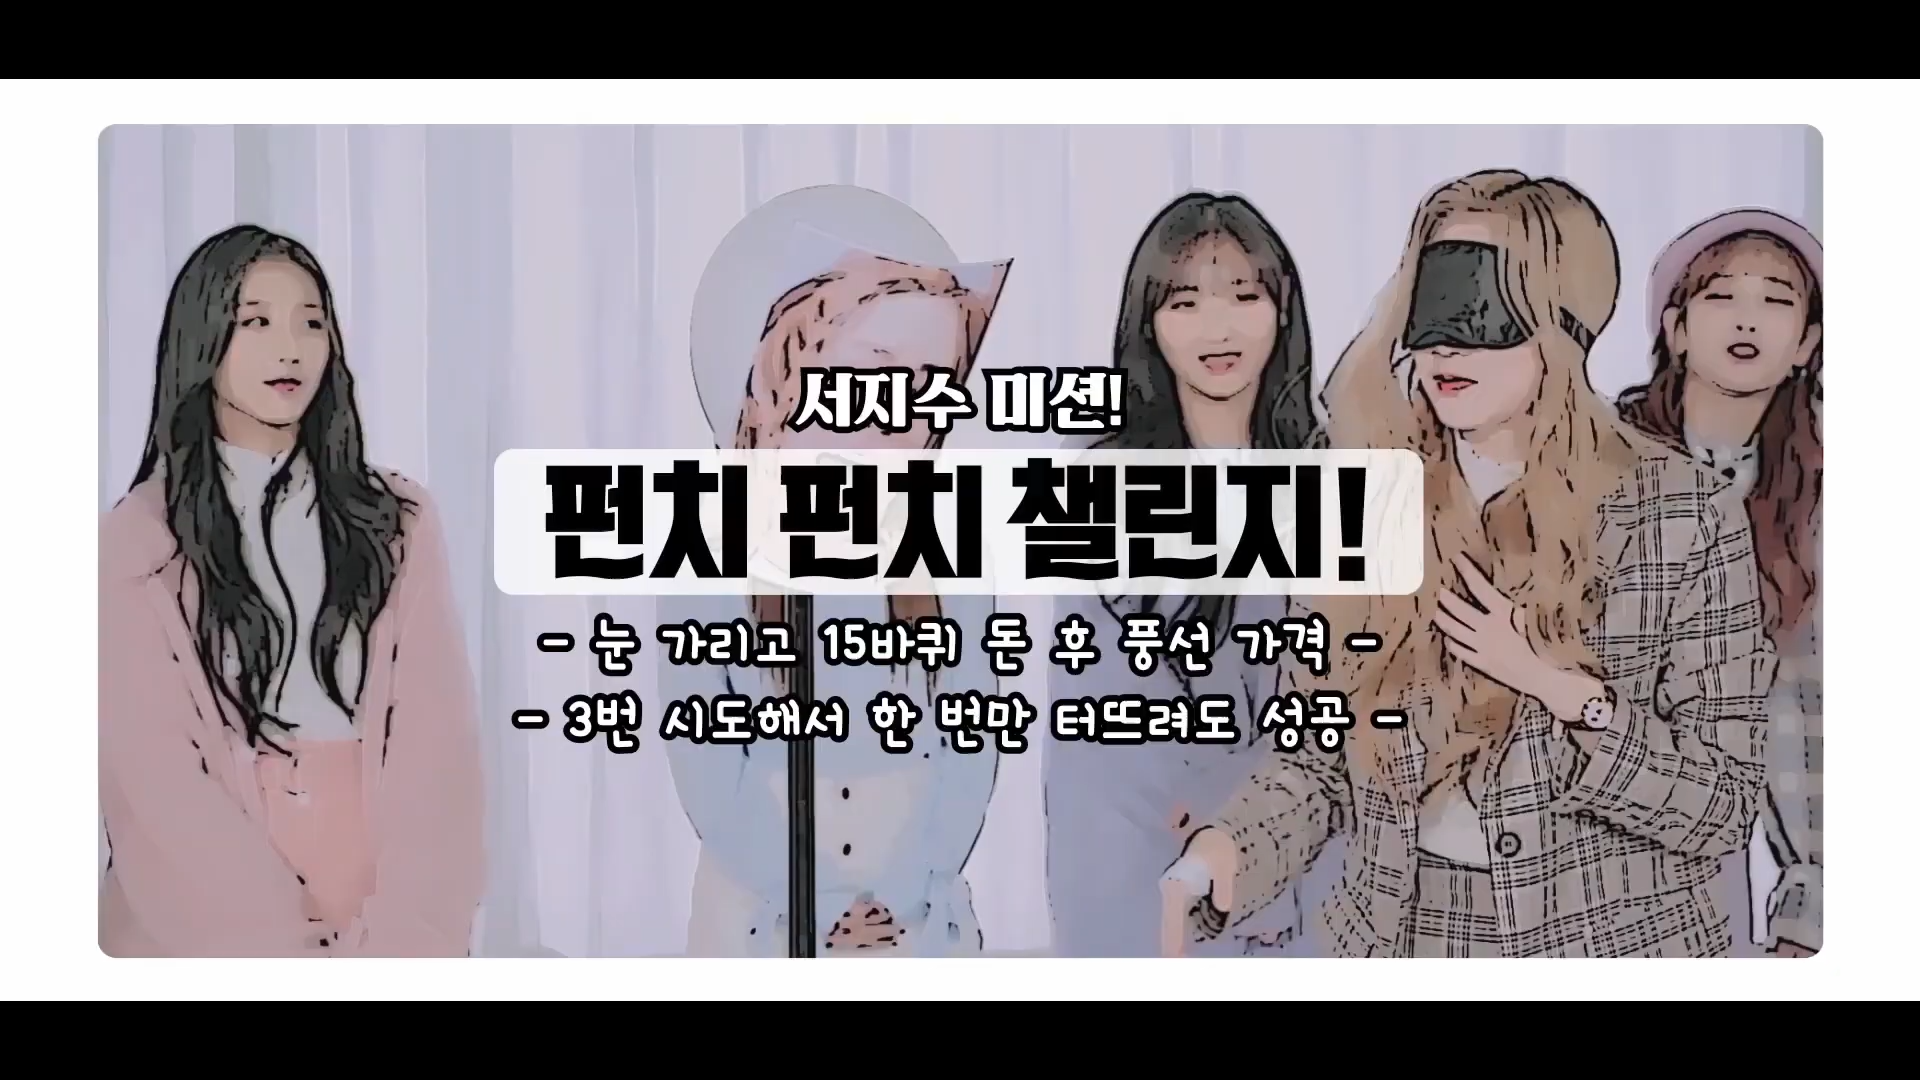 서지수 미션!
펀치 펀치 챌린지!
- 눈 가리고 15바퀴 돈 후 풍선 가격 -
- 3번 시도해서 한 번만 터뜨려도 성공 -